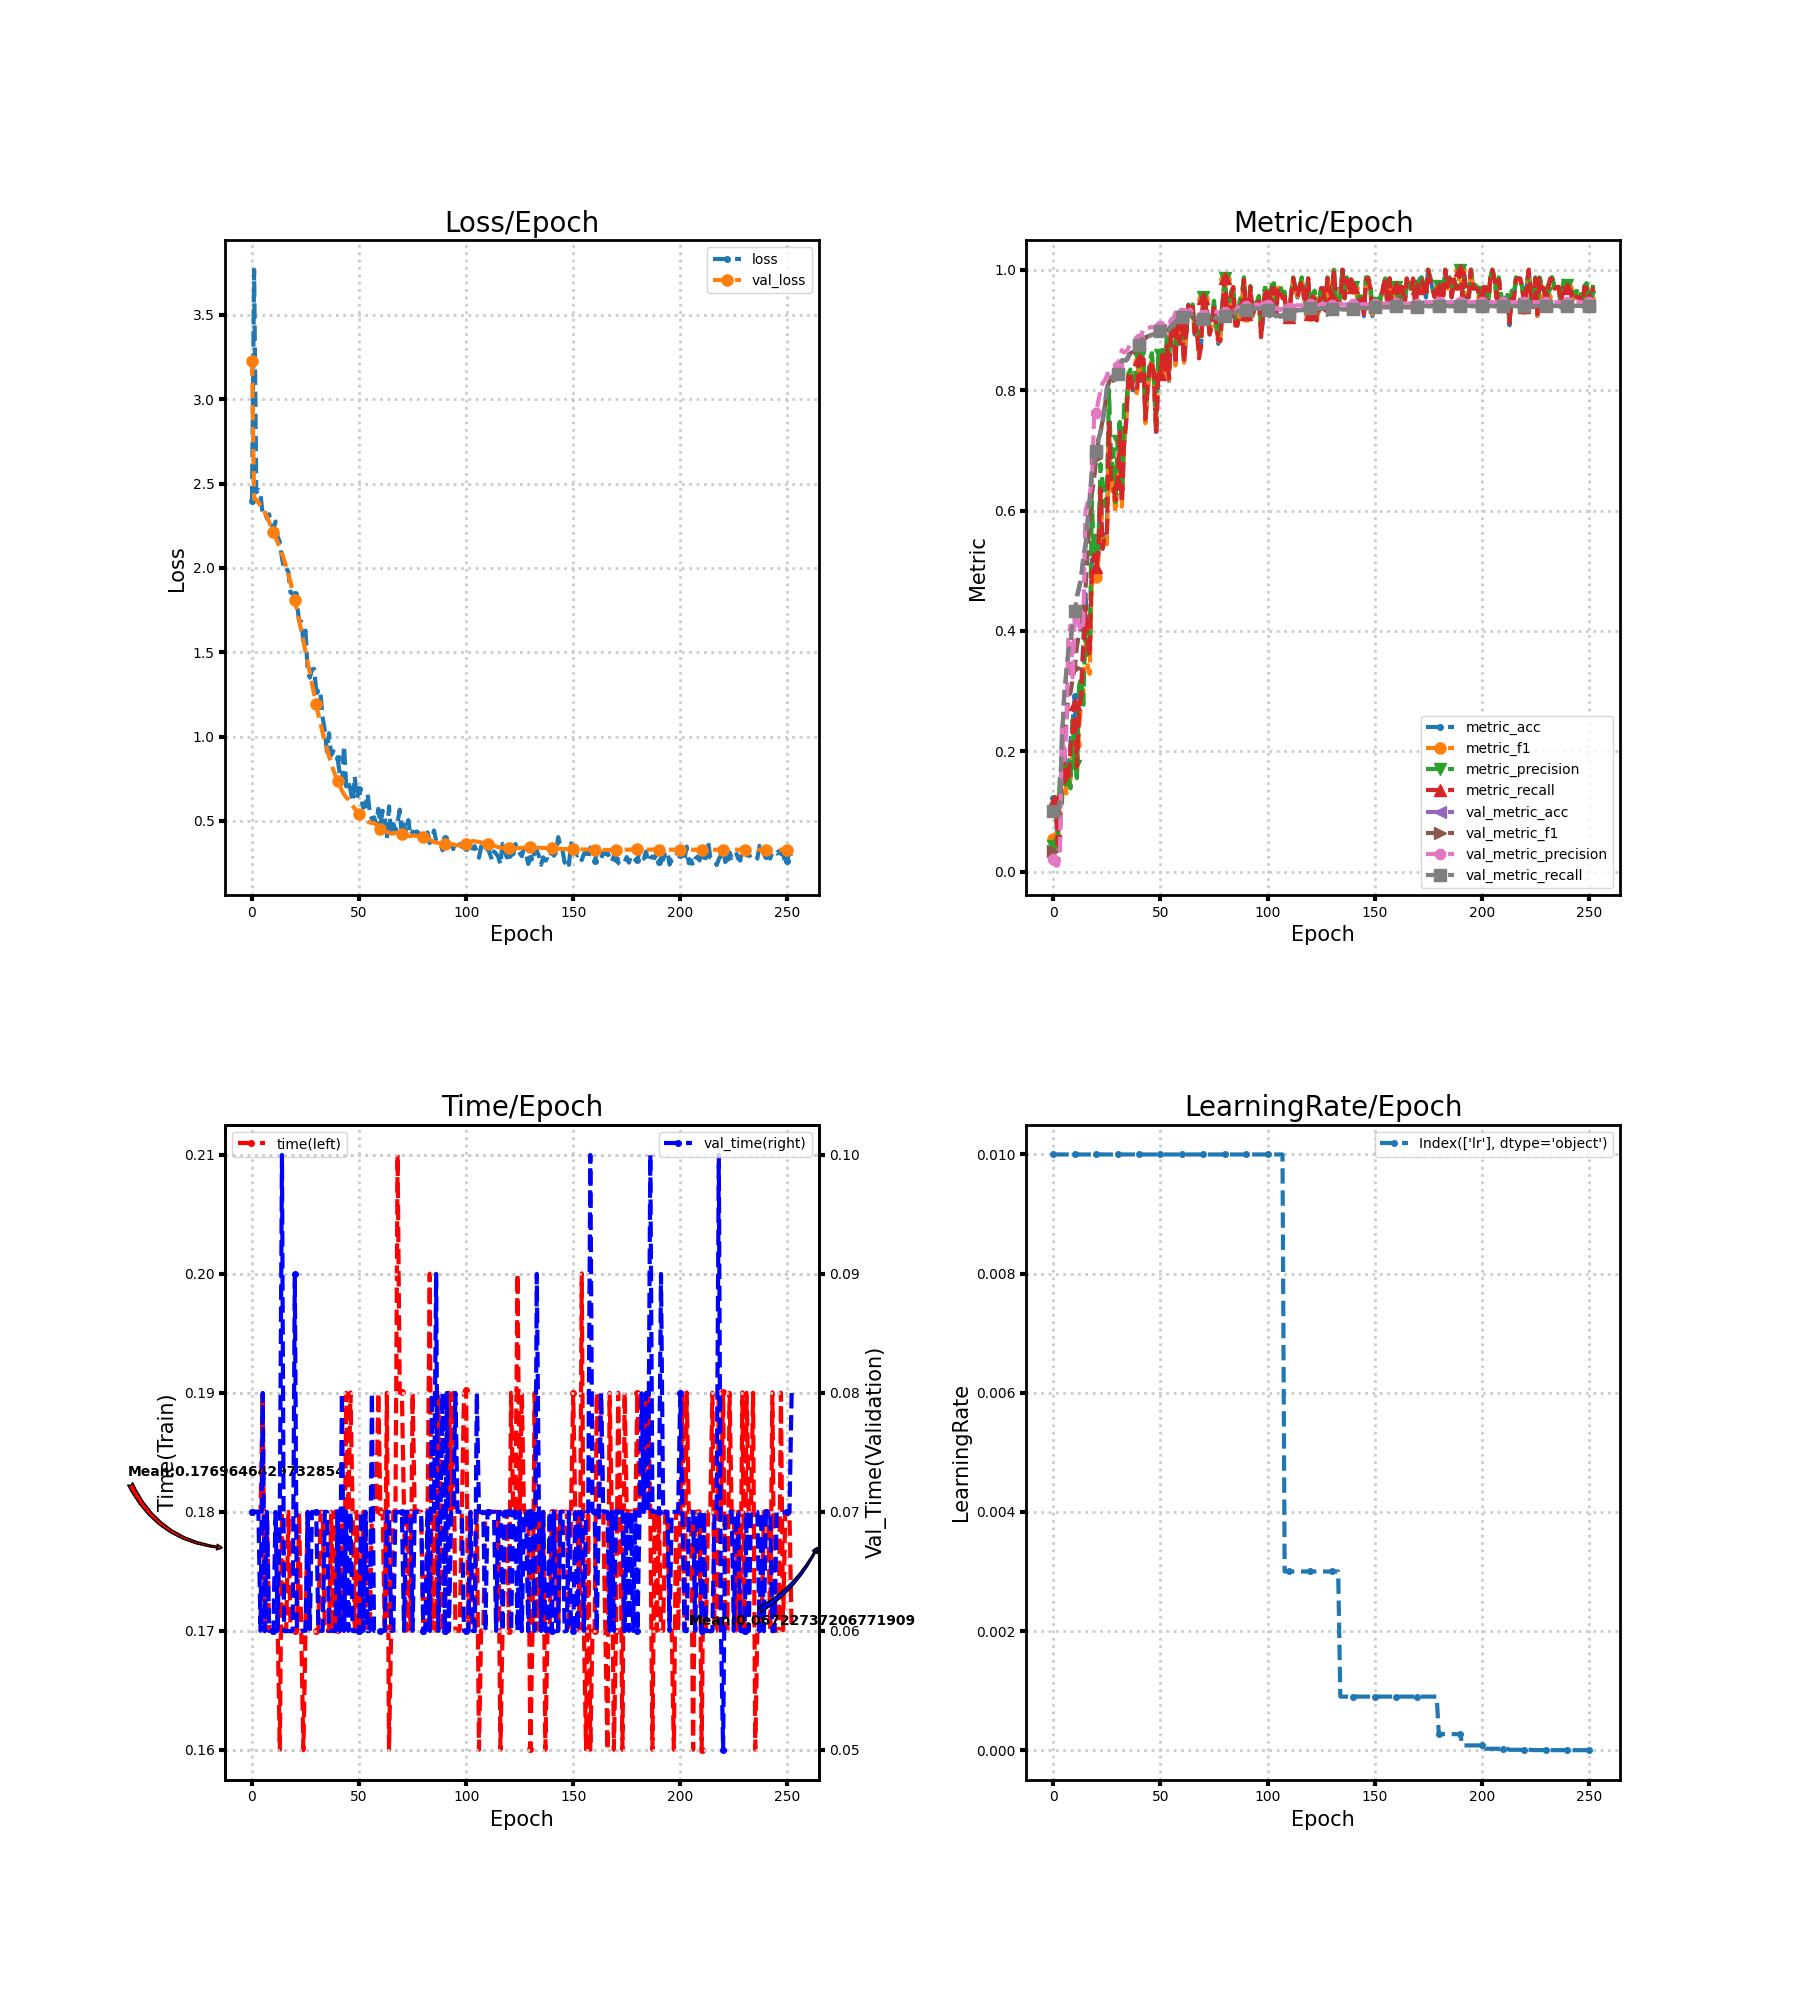 Loss/Epoch
loss
val_loss
3.5
3.0
2.5
2.0
1.5
1.0
0.5
Loss
0
50
100
150
200
250
Epoch
Metric/Epoch
1.0
0.8
0.6
0.4
0.2
0.0
Metric
metric_acc
metric_f1
metric_precision
metric_recall
val_metric_acc
val_metric_f1
val_metric_precision
val_metric_recall
0
50
100
150
200
250
Epoch
Time/Epoch
time(left)
val_time(right)
0.21
0.20
0.19
0.18
0.17
0.16
Time(Train)
0.10
0.09
0.08
0.07
0.06
0.05
Val_Time(Validation)
Mean:0.06722737206771909
0
50
100
150
200
250
Epoch
LearningRate/Epoch
Index(['lr'], dtype='object')
0.010
0.008
0.006
0.004
0.002
0.000
LearningRate
0
50
100
150
200
250
Epoch